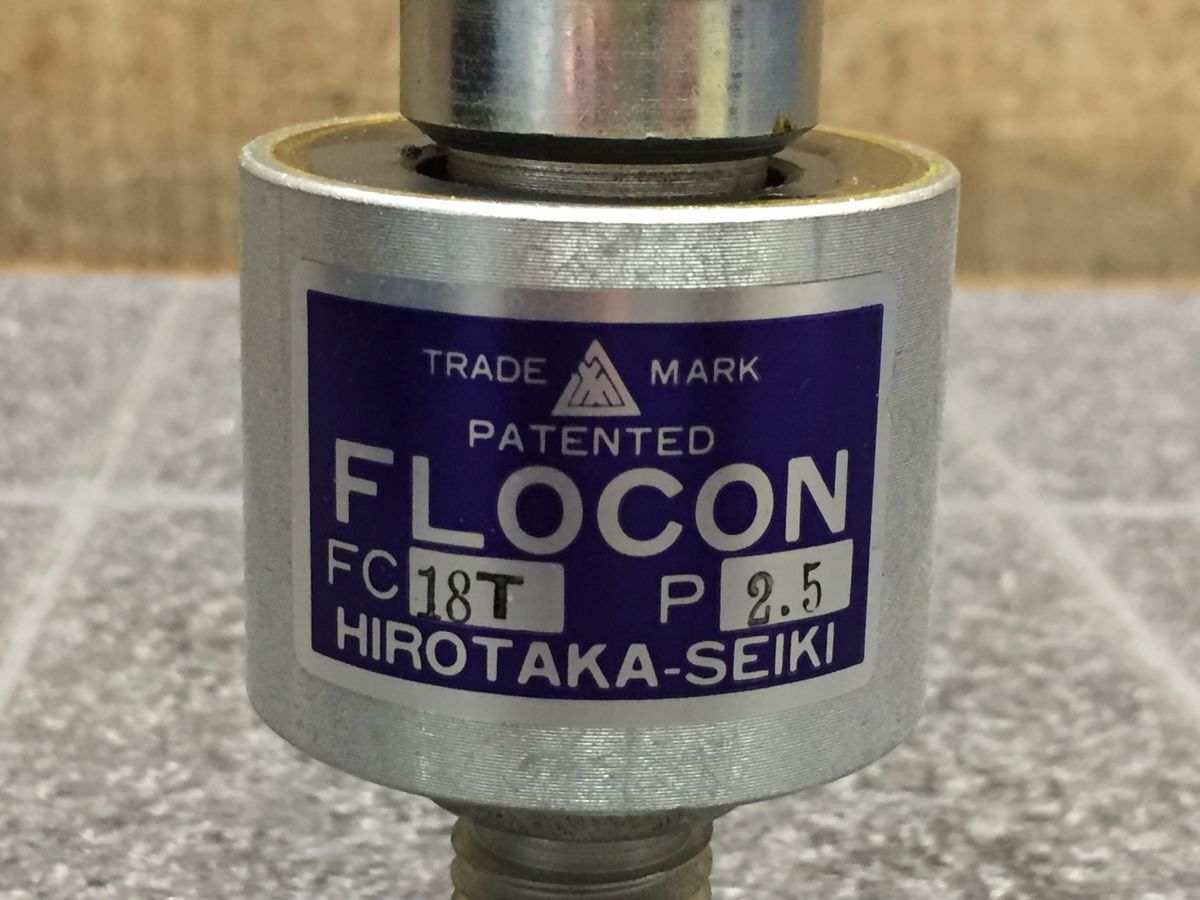 TRADE MARK
PATENTED
FLOCON
FC 18T P 2.5
HIROTAKA-SEIKI